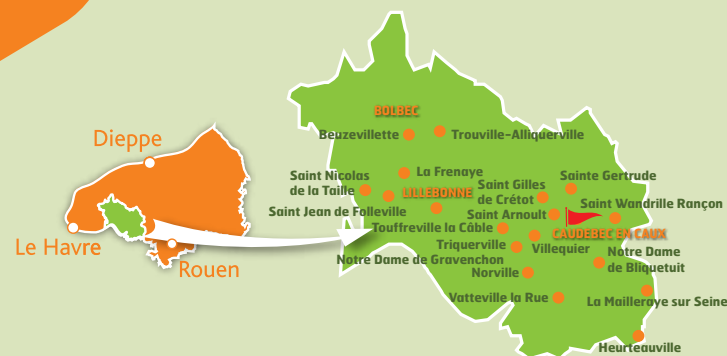 Dieppe
Le Havre
Rouen
BOLBEC
Beuzevillette
Trouville-Alliquerville
La Frenaye
Saint Nicolas
de la Taille
LILLEBONNE
Saint Gilles
de Crétot
Sainte Gertrude
Saint Jean de Folleville
Saint Arnoult
Saint Wandrille Rançon
Touffreville la Câble
CAUDEBEC EN CAUX
Triquerville
Villequier
Notre Dame de Gravenchon
Notre Dame
de Bliquetuit
Norville
Vatteville la Rue
La Mailleraye sur Seine
Heurteauville